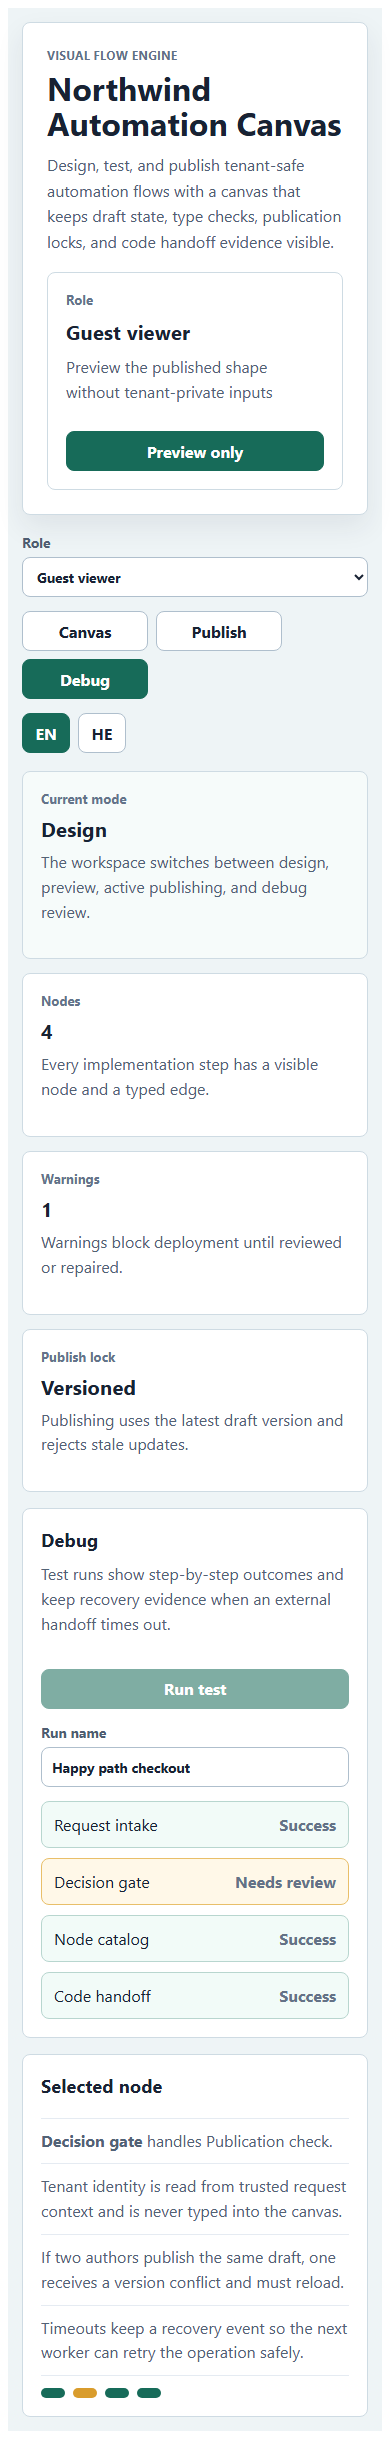 VISUAL FLOW ENGINE
Northwind
Automation Canvas
Design, test, and publish tenant-safe
automation flows with a canvas that
keeps draft state, type checks, publication
locks, and code handoff evidence visible.
Role
Guest viewer
Preview the published shape
without tenant-private inputs
Preview only
Role
Guest viewer
Canvas
Publish
Debug
EN
HE
Current mode
Design
The workspace switches between design,
preview, active publishing, and debug
review.
Nodes
4
Every implementation step has a visible
node and a typed edge.
Warnings
1
Warnings block deployment until reviewed
or repaired.
Publish lock
Versioned
Publishing uses the latest draft version and
rejects stale updates.
Debug
Test runs show step-by-step outcomes and
keep recovery evidence when an external
handoff times out.
Run test
Run name
Happy path checkout
Request intake Success
Decision gate Needs review
Node catalog Success
Code handoff Success
Selected node
Decision gate handles Publication check.
Tenant identity is read from trusted request
context and is never typed into the canvas.
If two authors publish the same draft, one
receives a version conflict and must reload.
Timeouts keep a recovery event so the next
worker can retry the operation safely.